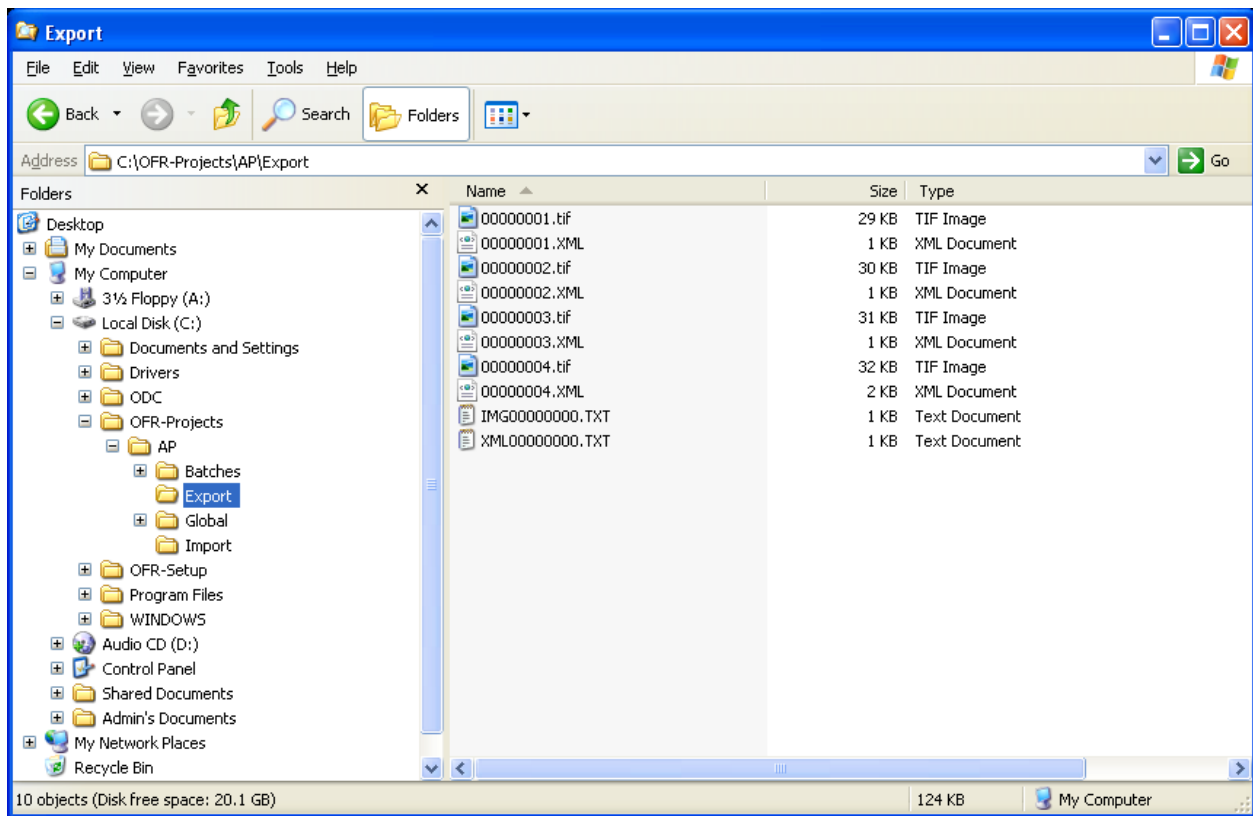 Export
File Edit View Favorites Tools Help
Back Search Folders
Address C:\OFR-Projects\AP\Export Go
Folders
Desktop
My Documents
My Computer
3½ Floppy (A:)
Local Disk (C:)
Documents and Settings
Drivers
ODC
OFR-Projects
AP
Batches
Export
Global
Import
OFR-Setup
Program Files
WINDOWS
Audio CD (D:)
Control Panel
Shared Documents
Admin's Documents
My Network Places
Recycle Bin
Name Size Type
00000001.tif 29 KB TIF Image
00000001.XML 1 KB XML Document
00000002.tif 30 KB TIF Image
00000002.XML 1 KB XML Document
00000003.tif 31 KB TIF Image
00000003.XML 1 KB XML Document
00000004.tif 32 KB TIF Image
00000004.XML 2 KB XML Document
IMG00000000.TXT 1 KB Text Document
XML00000000.TXT 1 KB Text Document
10 objects (Disk free space: 20.1 GB) 124 KB My Computer